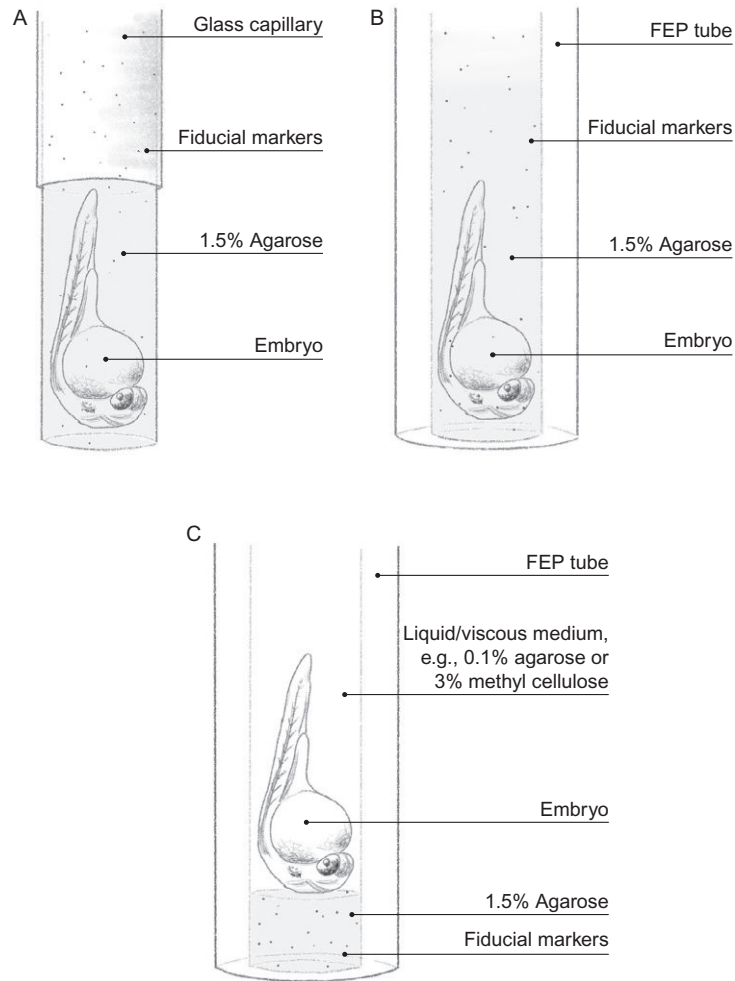 A
Glass capillary
Fiducial markers
1.5% Agarose
Embryo
B
FEP tube
Fiducial markers
1.5% Agarose
Embryo
C
FEP tube
Liquid/viscous medium,
e.g., 0.1% agarose or
3% methyl cellulose
Embryo
1.5% Agarose
Fiducial markers